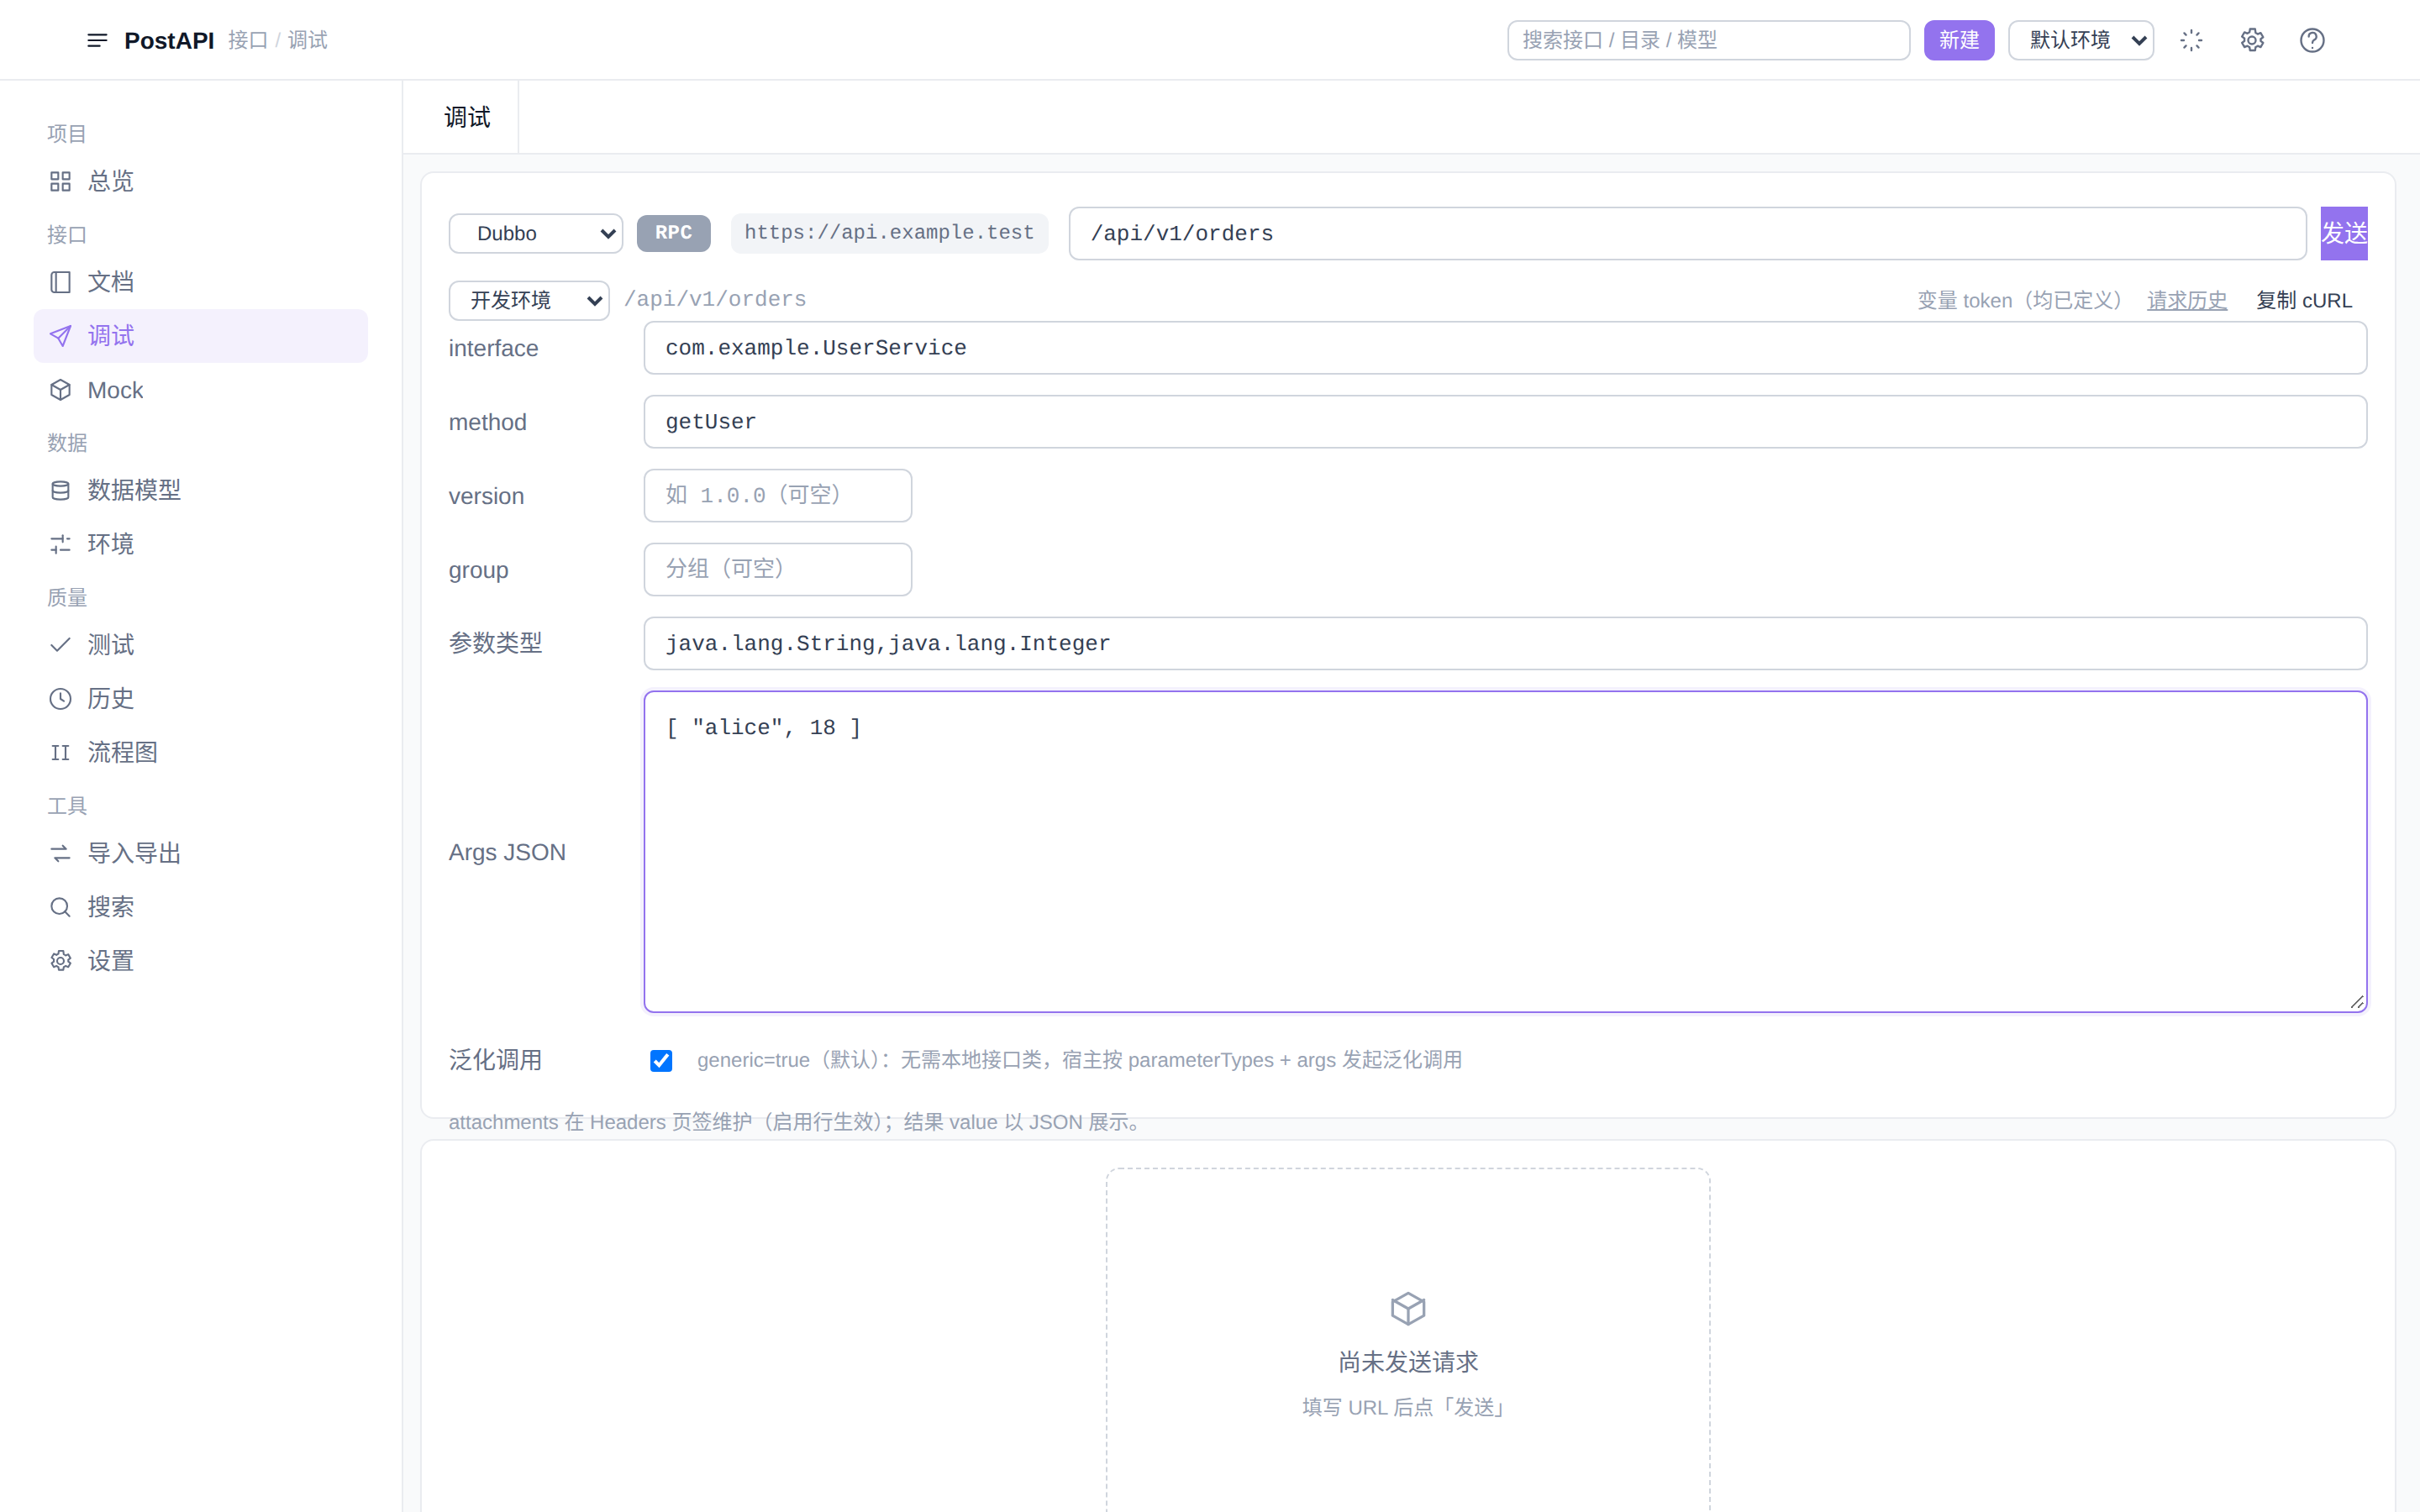 PostAPI 接口 / 调试
搜索接口 / 目录 / 模型
新建
默认环境
项目
总览
接口
文档
调试
Mock
数据
数据模型
环境
质量
测试
历史
流程图
工具
导入导出
搜索
设置
调试
Dubbo RPC https://api.example.test /api/v1/orders 发送
开发环境 /api/v1/orders 变量 token（均已定义） 请求历史 复制 cURL
interface com.example.UserService
method getUser
version 如 1.0.0（可空）
group 分组（可空）
参数类型 java.lang.String,java.lang.Integer
Args JSON [ "alice", 18 ]
泛化调用 generic=true（默认）：无需本地接口类，宿主按 parameterTypes + args 发起泛化调用
attachments 在 Headers 页签维护（启用行生效）；结果 value 以 JSON 展示。
尚未发送请求
填写 URL 后点「发送」